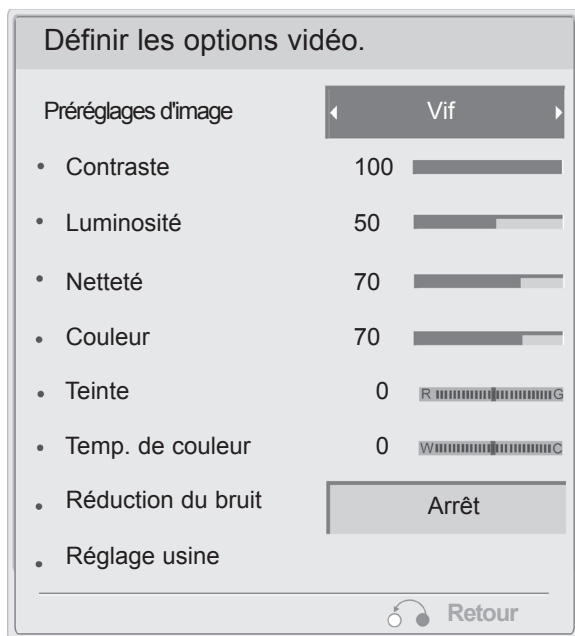 Définir les options vidéo.
Préréglages d'image Vif
• Contraste 100
• Luminosité 50
• Netteté 70
• Couleur 70
• Teinte 0 R G
• Temp. de couleur 0 W C
• Réduction du bruit Arrêt
• Réglage usine
Retour